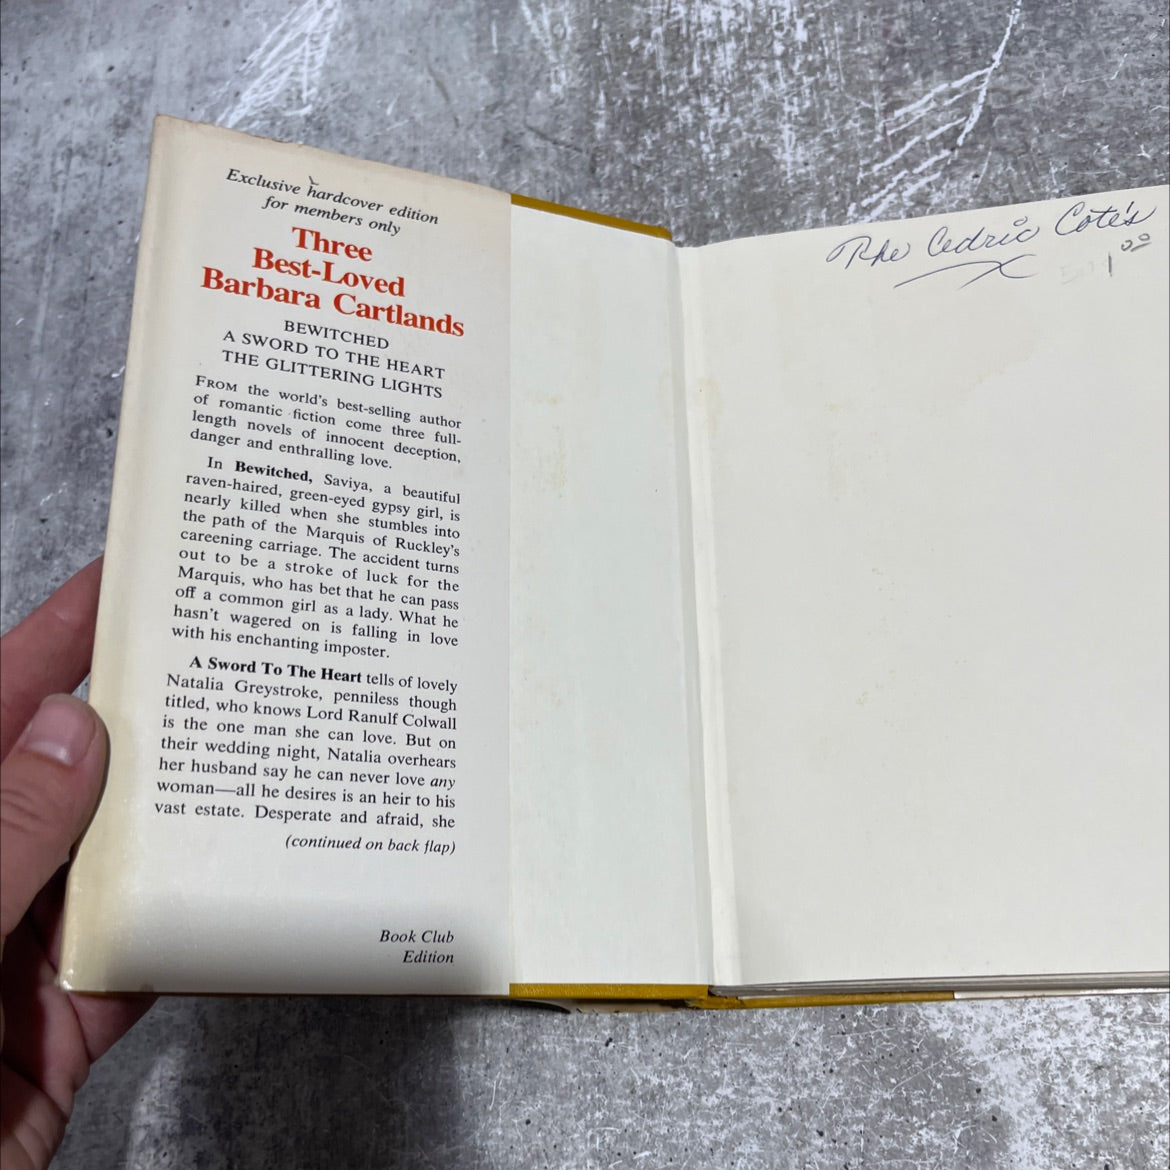 Exclusive hardcover edition
for members only
Three
Best-Loved
Barbara Cartlands
BEWITCHED
A SWORD TO THE HEART
THE GLITTERING LIGHTS
FROM the world's best-selling author
of romantic fiction come three full-
length novels of innocent deception,
danger and enthralling love.
In Bewitched, Saviya, a beautiful
raven-haired, green-eyed gypsy girl, is
nearly killed when she stumbles into
the path of the Marquis of Ruckley's
careening carriage. The accident turns
out to be a stroke of luck for the
Marquis, who has bet that he can pass
off a common girl as a lady. What he
hasn't wagered on is falling in love
with his enchanting imposter.
A Sword To The Heart tells of lovely
Natalia Greystroke, penniless though
titled, who knows Lord Ranulf Colwall
is the one man she can love. But on
their wedding night, Natalia overhears
her husband say he can never love any
woman—all he desires is an heir to his
vast estate. Desperate and afraid, she
(continued on back flap)
Book Club
Edition
The Cedric Cote's
1.00